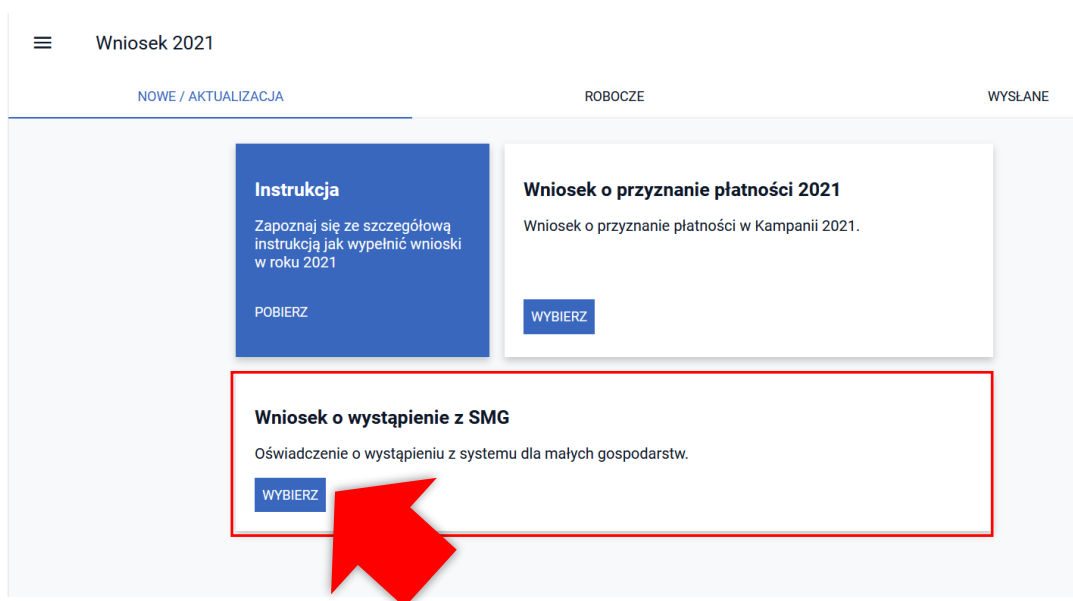 Wniosek 2021
NOWE / AKTUALIZACJA
ROBOCZE
WYSŁANE
Instrukcja
Zapoznaj się ze szczegółową
instrukcją jak wypełnić wnioski
w roku 2021
POBIERZ
Wniosek o przyznanie płatności 2021
Wniosek o przyznanie płatności w Kampanii 2021.
WYBIERZ
Wniosek o wystąpienie z SMG
Oświadczenie o wystąpieniu z systemu dla małych gospodarstw.
WYBIERZ